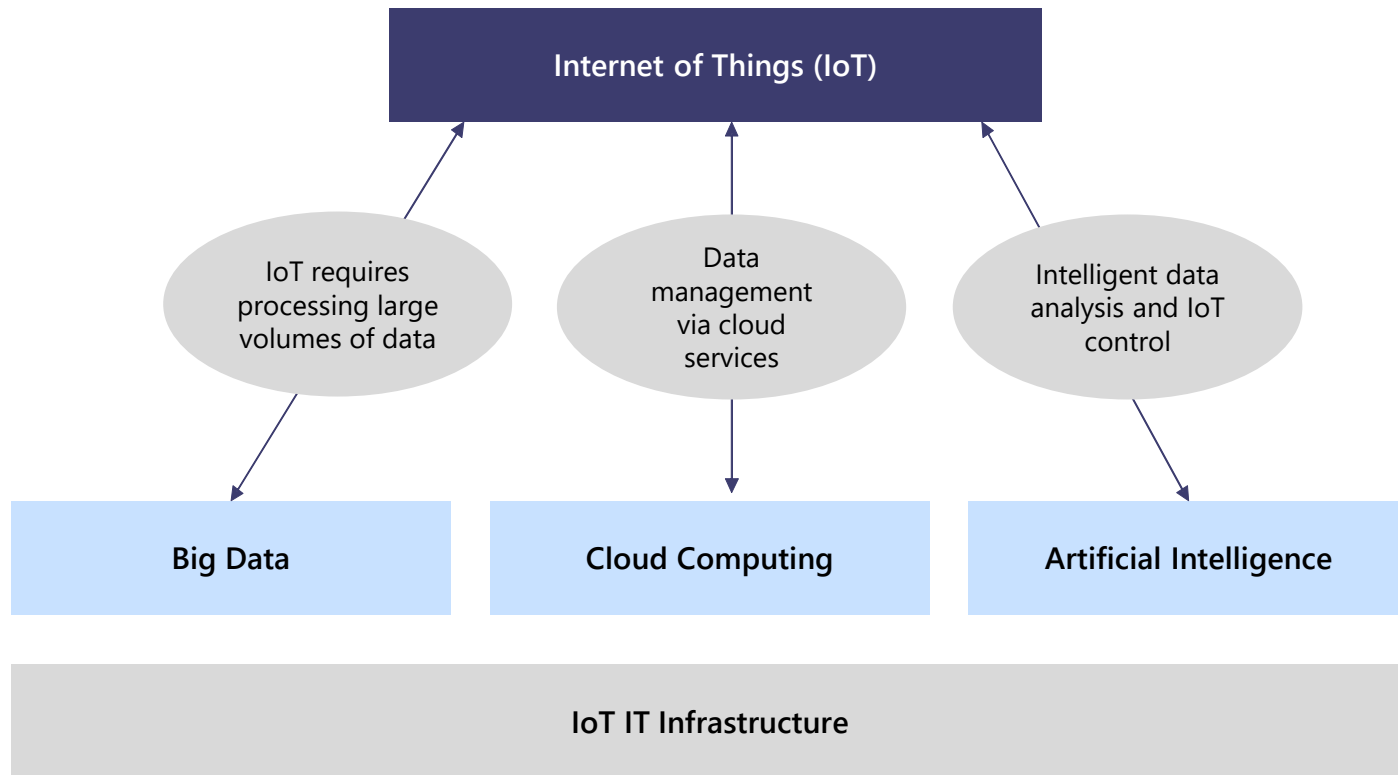 Internet of Things (IoT)
IoT requires
processing large
volumes of data
Data
management
via cloud
services
Intelligent data
analysis and IoT
control
Big Data
Cloud Computing
Artificial Intelligence
IoT IT Infrastructure